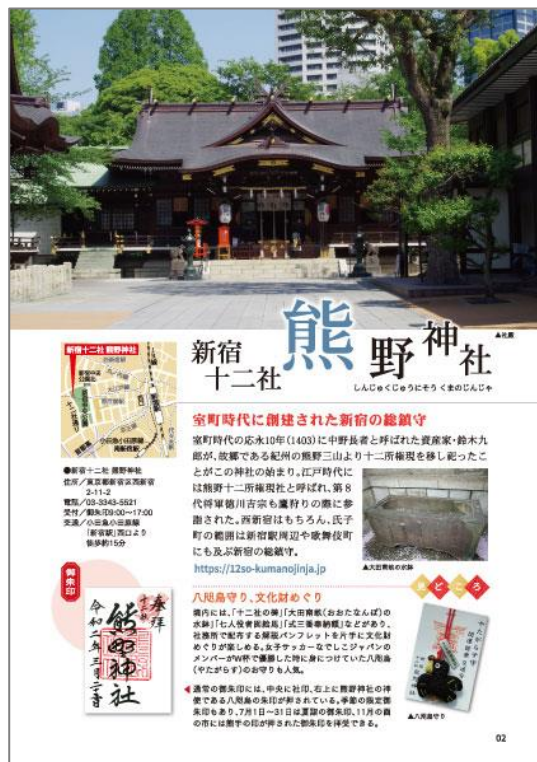 ▲社殿
新宿
十二社
熊野神社
しんじゅくじゅうにそう くまのじんじゃ
新宿十二社 熊野神社
室町時代に創建された新宿の総鎮守
室町時代の応永10年(1403)に中野長者と呼ばれた資産家・鈴木九
郎が、故郷である紀州の熊野三山より十二所権現を移し祀ったこ
とがこの神社の始まり。江戸時代に
は熊野十二所権現社と呼ばれ、第8
代将軍徳川吉宗も鷹狩りの際に参
詣された。西新宿はもちろん、氏子
町の範囲は新宿駅周辺や歌舞伎町
にも及ぶ新宿の総鎮守。
https://12so-kumanojinja.jp
▲大田南畝の水鉢
●新宿十二社 熊野神社
住所/東京都新宿区西新宿
2-11-2
電話/03-3343-5521
受付/御朱印9:00~17:00
交通/小田急小田原線
「新宿駅」西口より
徒歩約15分
御朱印
奉拝
熊野神社
令和二年三月二十一日
見どころ
八咫烏守り、文化財めぐり
境内には、「十二社の碑」「大田南畝(おおたなんぽ)の
水鉢」「七人役者図絵馬」「式三番奉納額」などがあり、
社務所で配布する解説パンフレットを片手に文化財
めぐりが楽しめる。女子サッカーなでしこジャパンの
メンバーがW杯で優勝した時に身につけていた八咫烏
(やたがらす)のお守りも人気。
通常の御朱印には、中央に社印、右上に熊野神社の神
使である八咫烏の朱印が押されている。季節の限定御
朱印もあり、7月1日~31日は夏詣の御朱印、11月の酉
の市には熊手の印が押された御朱印を拝受できる。
やたがらす守
▲八咫烏守り
02